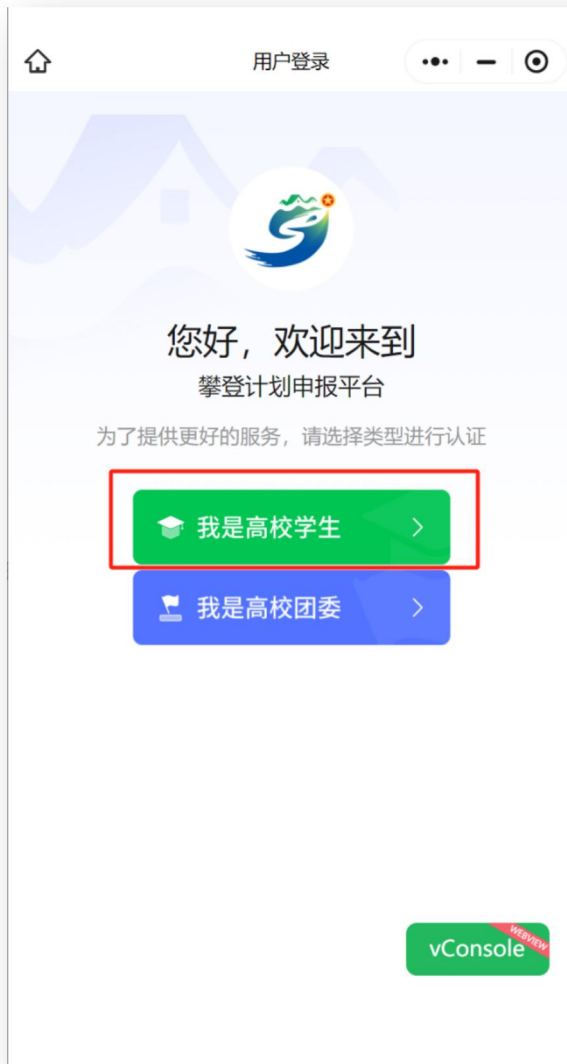 用户登录
您好，欢迎来到
攀登计划申报平台
为了提供更好的服务，请选择类型进行认证
我是高校学生
我是高校团委
WEBVIEW
vConsole